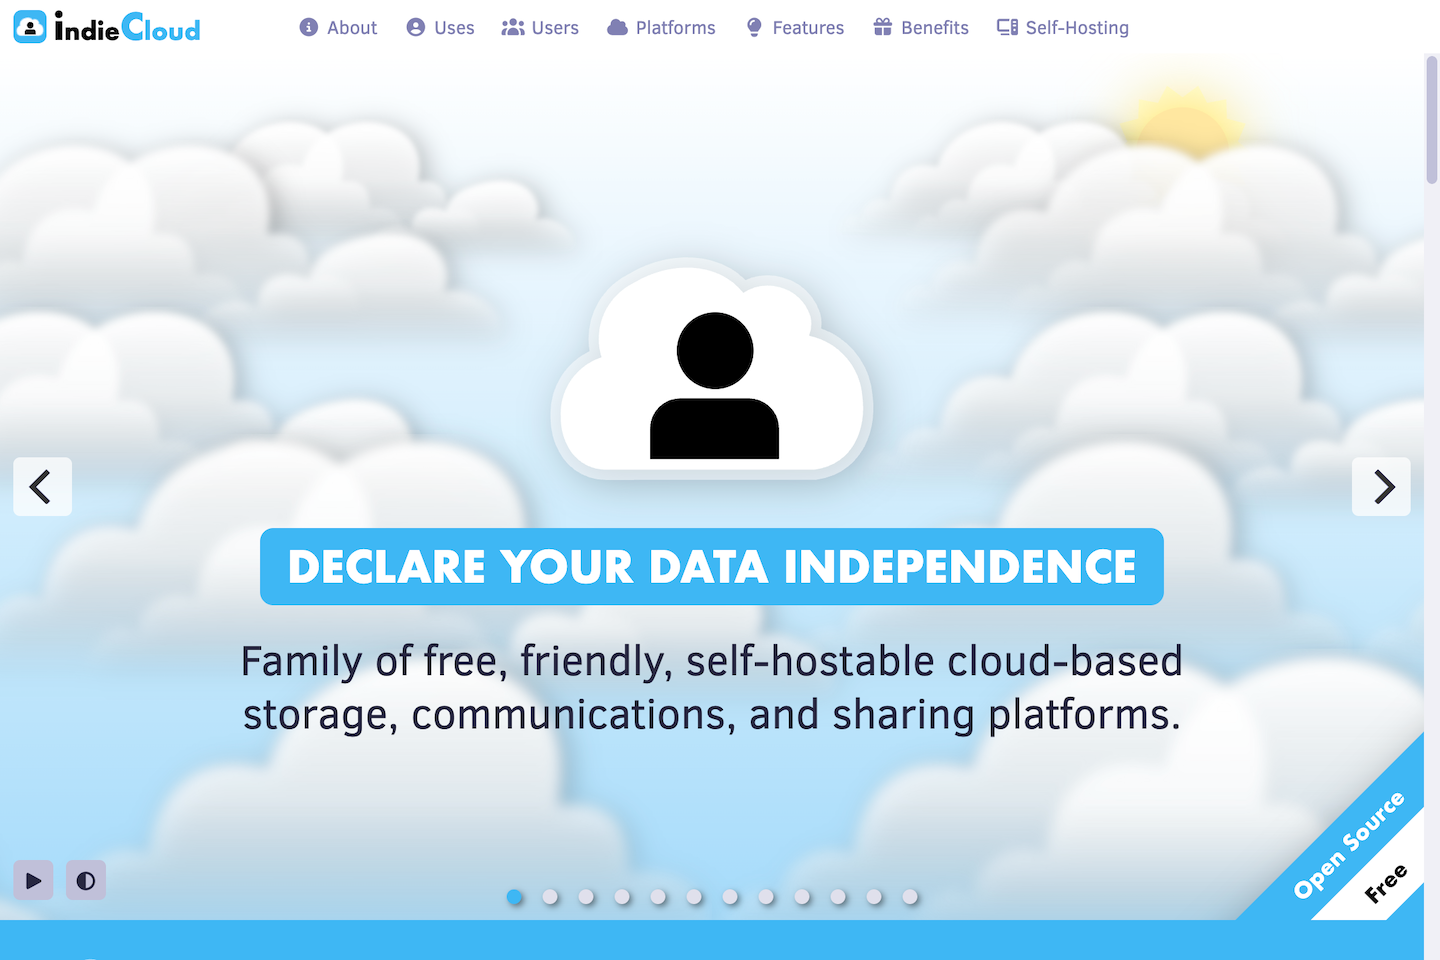 indieCloud
About
Uses
Users
Platforms
Features
Benefits
Self-Hosting
DECLARE YOUR DATA INDEPENDENCE
Family of free, friendly, self-hostable cloud-based
storage, communications, and sharing platforms.
Open Source
Free